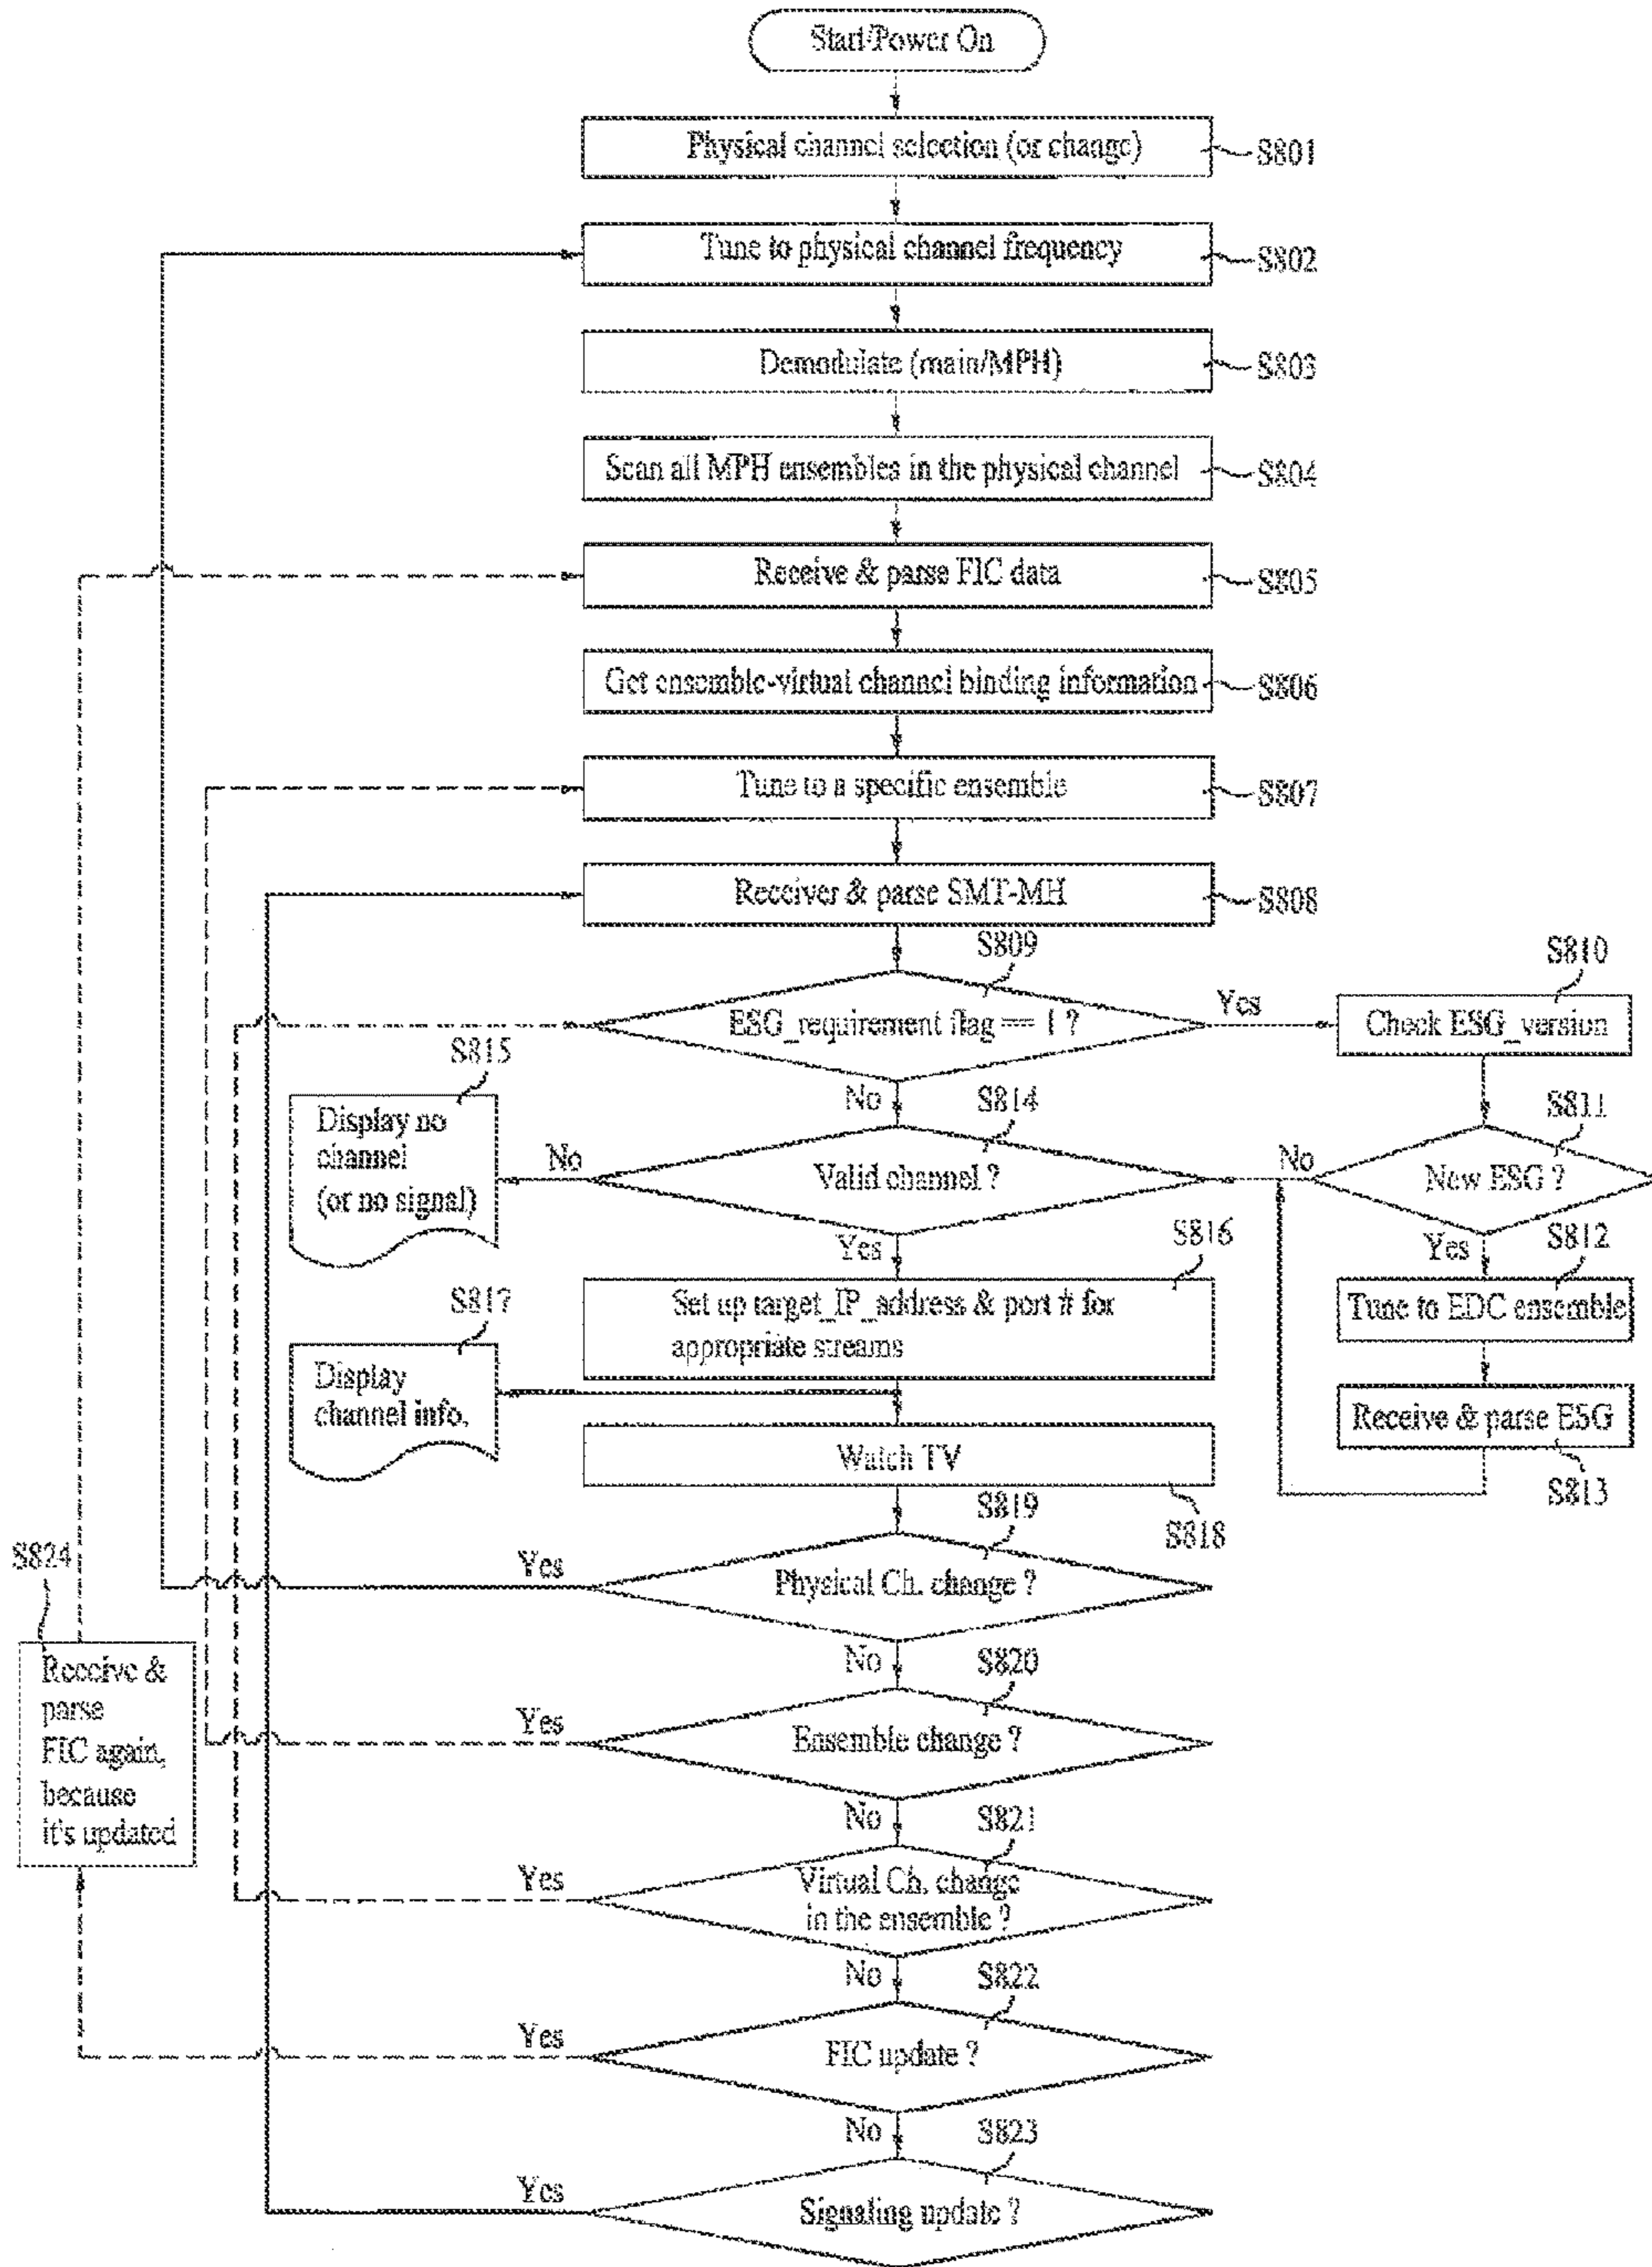 Start/Power On
Physical channel selection (or change)
S801
Tune to physical channel frequency
S802
Demodulate (main/MPH)
S803
Scan all MPH ensembles in the physical channel
S804
Receive & parse FIC data
S805
Get ensemble-virtual channel binding information
S806
Tune to a specific ensemble
S807
Receiver & parse SMT-MH
S808
S809
ESG_requirement flag == 1 ?
Yes
S810
Check ESG_version
S815
Display no
channel
(or no signal)
No
No
S814
Valid channel ?
No
S811
New ESG ?
Yes
S816
Yes
S812
Set up target_IP_address & port # for
appropriate streams
Tune to EDC ensemble
S817
Display
channel info.
Receive & parse ESG
S813
Watch TV
S818
S819
Physical Ch. change ?
Yes
S824
Receive &
parse
FIC again,
because
it's updated
No
S820
Ensemble change ?
Yes
No
S821
Virtual Ch. change
in the ensemble ?
Yes
No
S822
FIC update ?
Yes
No
S823
Signaling update ?
Yes